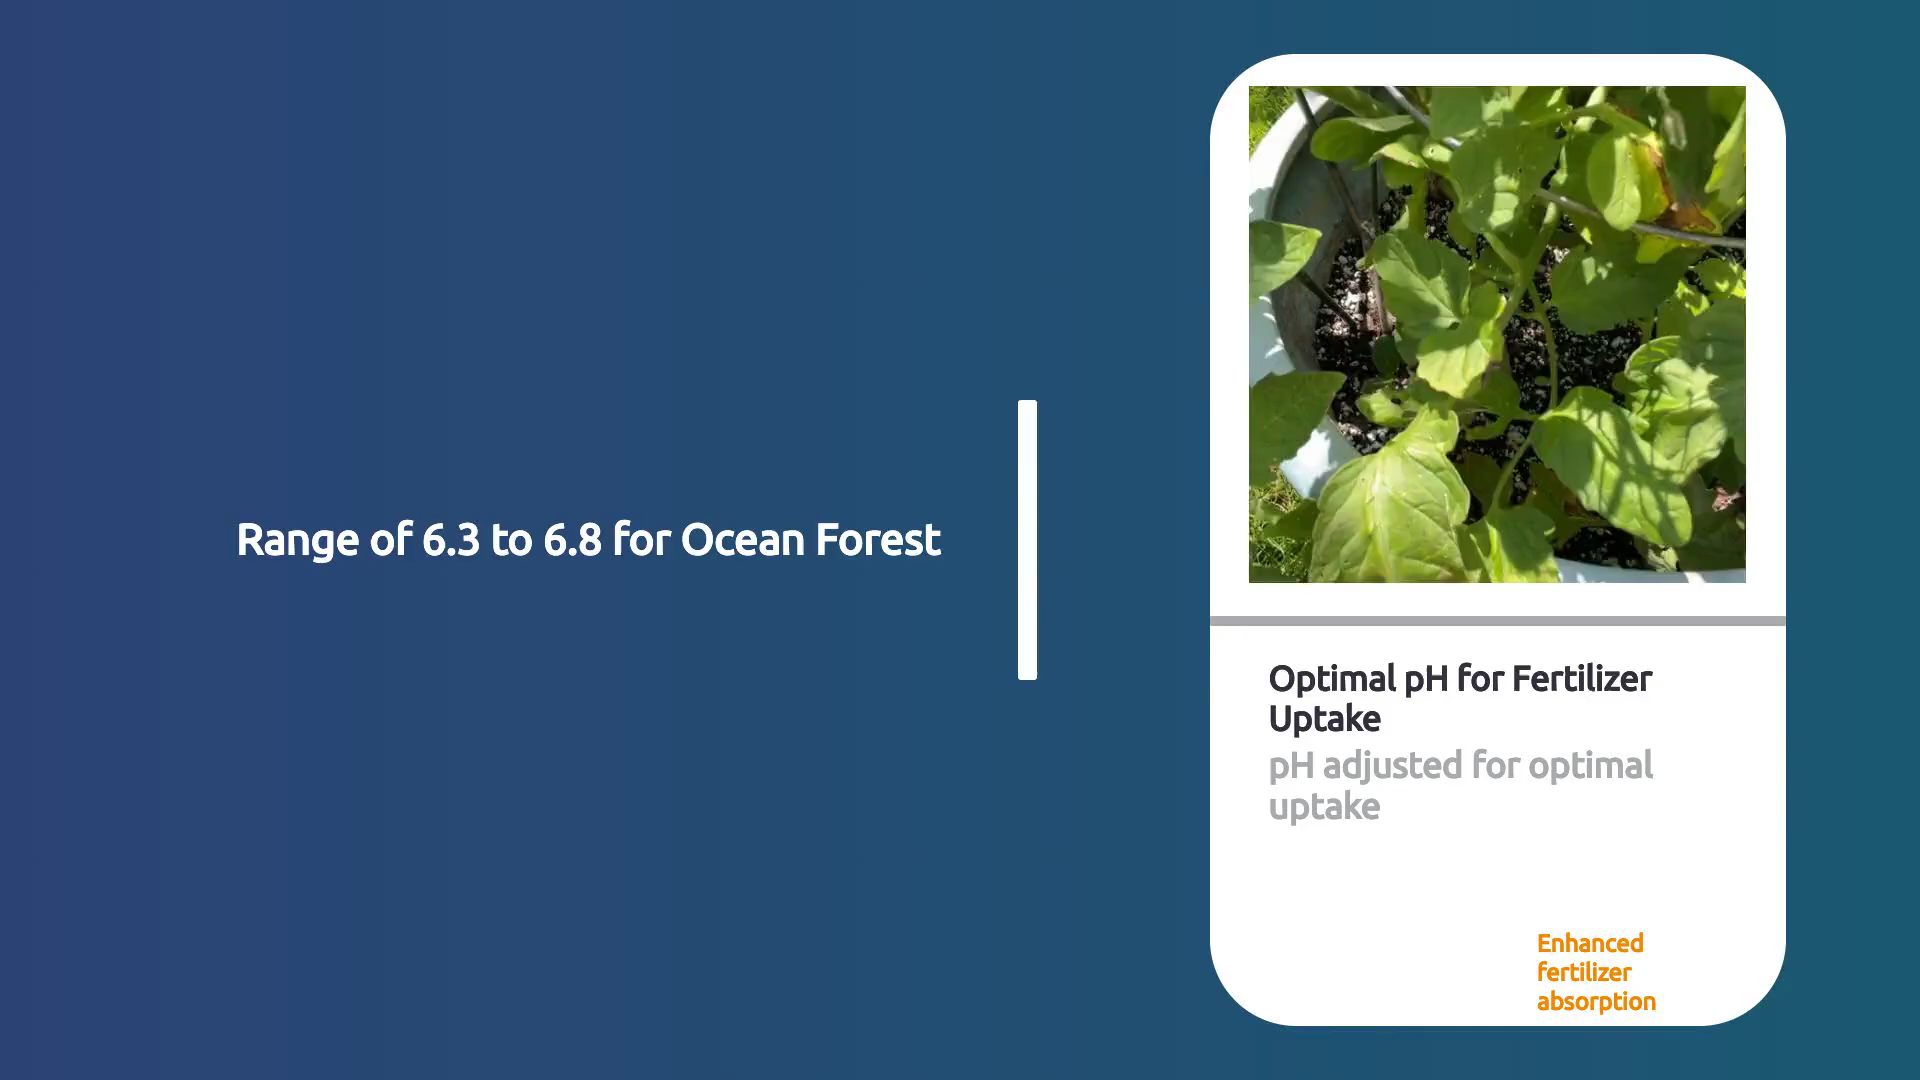 Range of 6.3 to 6.8 for Ocean Forest
Optimal pH for Fertilizer
Uptake
pH adjusted for optimal
uptake
Enhanced
fertilizer
absorption